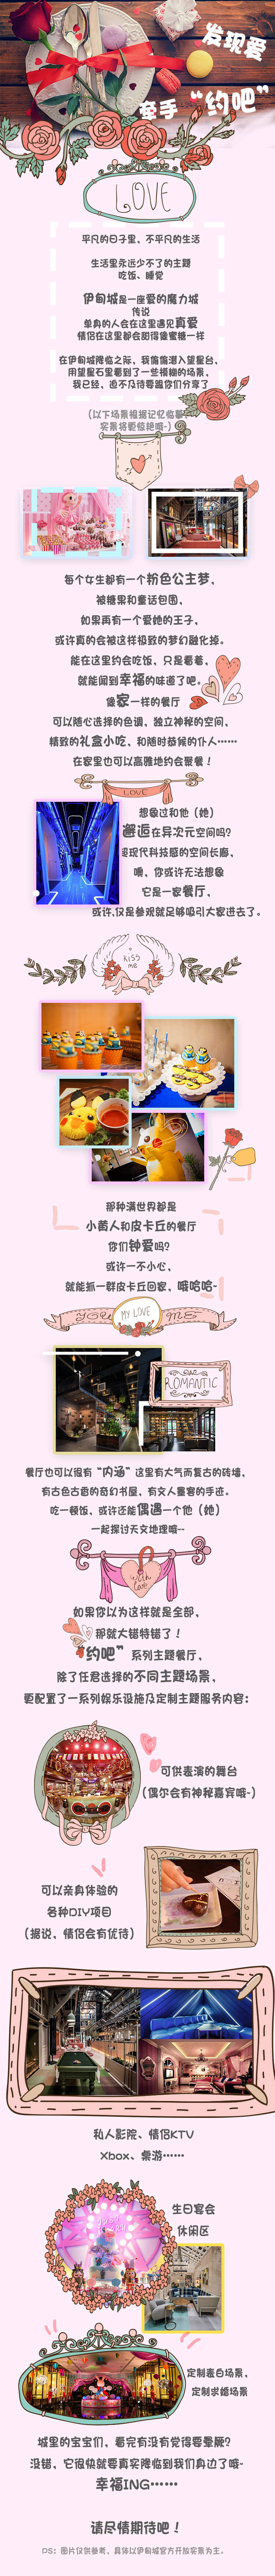 发现爱
牵手“约吧”
LOVE
平凡的日子里，不平凡的生活
生活里永远少不了的主题
吃饭、睡觉
伊甸城是一座爱的魔力城
传说
单身的人会在这里遇见真爱
情侣在这里都会甜得像蜜糖一样
在伊甸城降临之际，我偷偷潜入望星台，
用望星石里看到了一些模糊的场景，
我已经，迫不及待要跟你们分享了
实景将更惊艳哦~）
每个女生都有一个粉色公主梦，
被糖果和童话包围，
如果再有一个爱她的王子，
或许真的会被这样极致的梦幻融化掉。
能在这里约会吃饭，只是看着，
就能闻到幸福的味道了吧。
像家一样的餐厅
可以随心选择的色调，独立神秘的空间，
精致的礼盒小吃，和随时恭候的仆人……
在家里也可以高雅地约会聚餐！
LOVE
想象过和他（她）
邂逅在异次元空间吗？
现代科技感的空间长廊，
噢，你或许无法想象
它是一家餐厅，
或许，仅是参观就足够吸引大家进去了。
kiss
me
那种满世界都是
小黄人和皮卡丘的餐厅
你们钟爱吗？
或许一不小心，
就能抓一群皮卡丘回家，哦哈哈~
MY LOVE
ROMANTIC
餐厅也可以很有“内涵”这里有大气而复古的砖墙，
有古色古香的奇幻书屋，有文人墨客的手迹。
吃一顿饭，或许还能偶遇一个他（她）
一起探讨天文地理哦~~
with
love
如果你以为这样就是全部，
那就大错特错了！
“约吧”系列主题餐厅，
除了任君选择的不同主题场景，
更配置了一系列娱乐设施及定制主题服务内容：
可供表演的舞台
（偶尔会有神秘嘉宾哦~）
可以亲身体验的
各种DIY项目
（据说，情侣会有优待）
私人影院、情侣KTV
Xbox、桌游……
生日宴会
休闲区
定制表白场景，
定制求婚场景
城里的宝宝们，看完有没有觉得要晕厥？
没错，它很快就要真实降临到我们身边了哦~
幸福ING……
请尽情期待吧！
PS：图片仅供参考，具体以伊甸城官方开放实景为主。